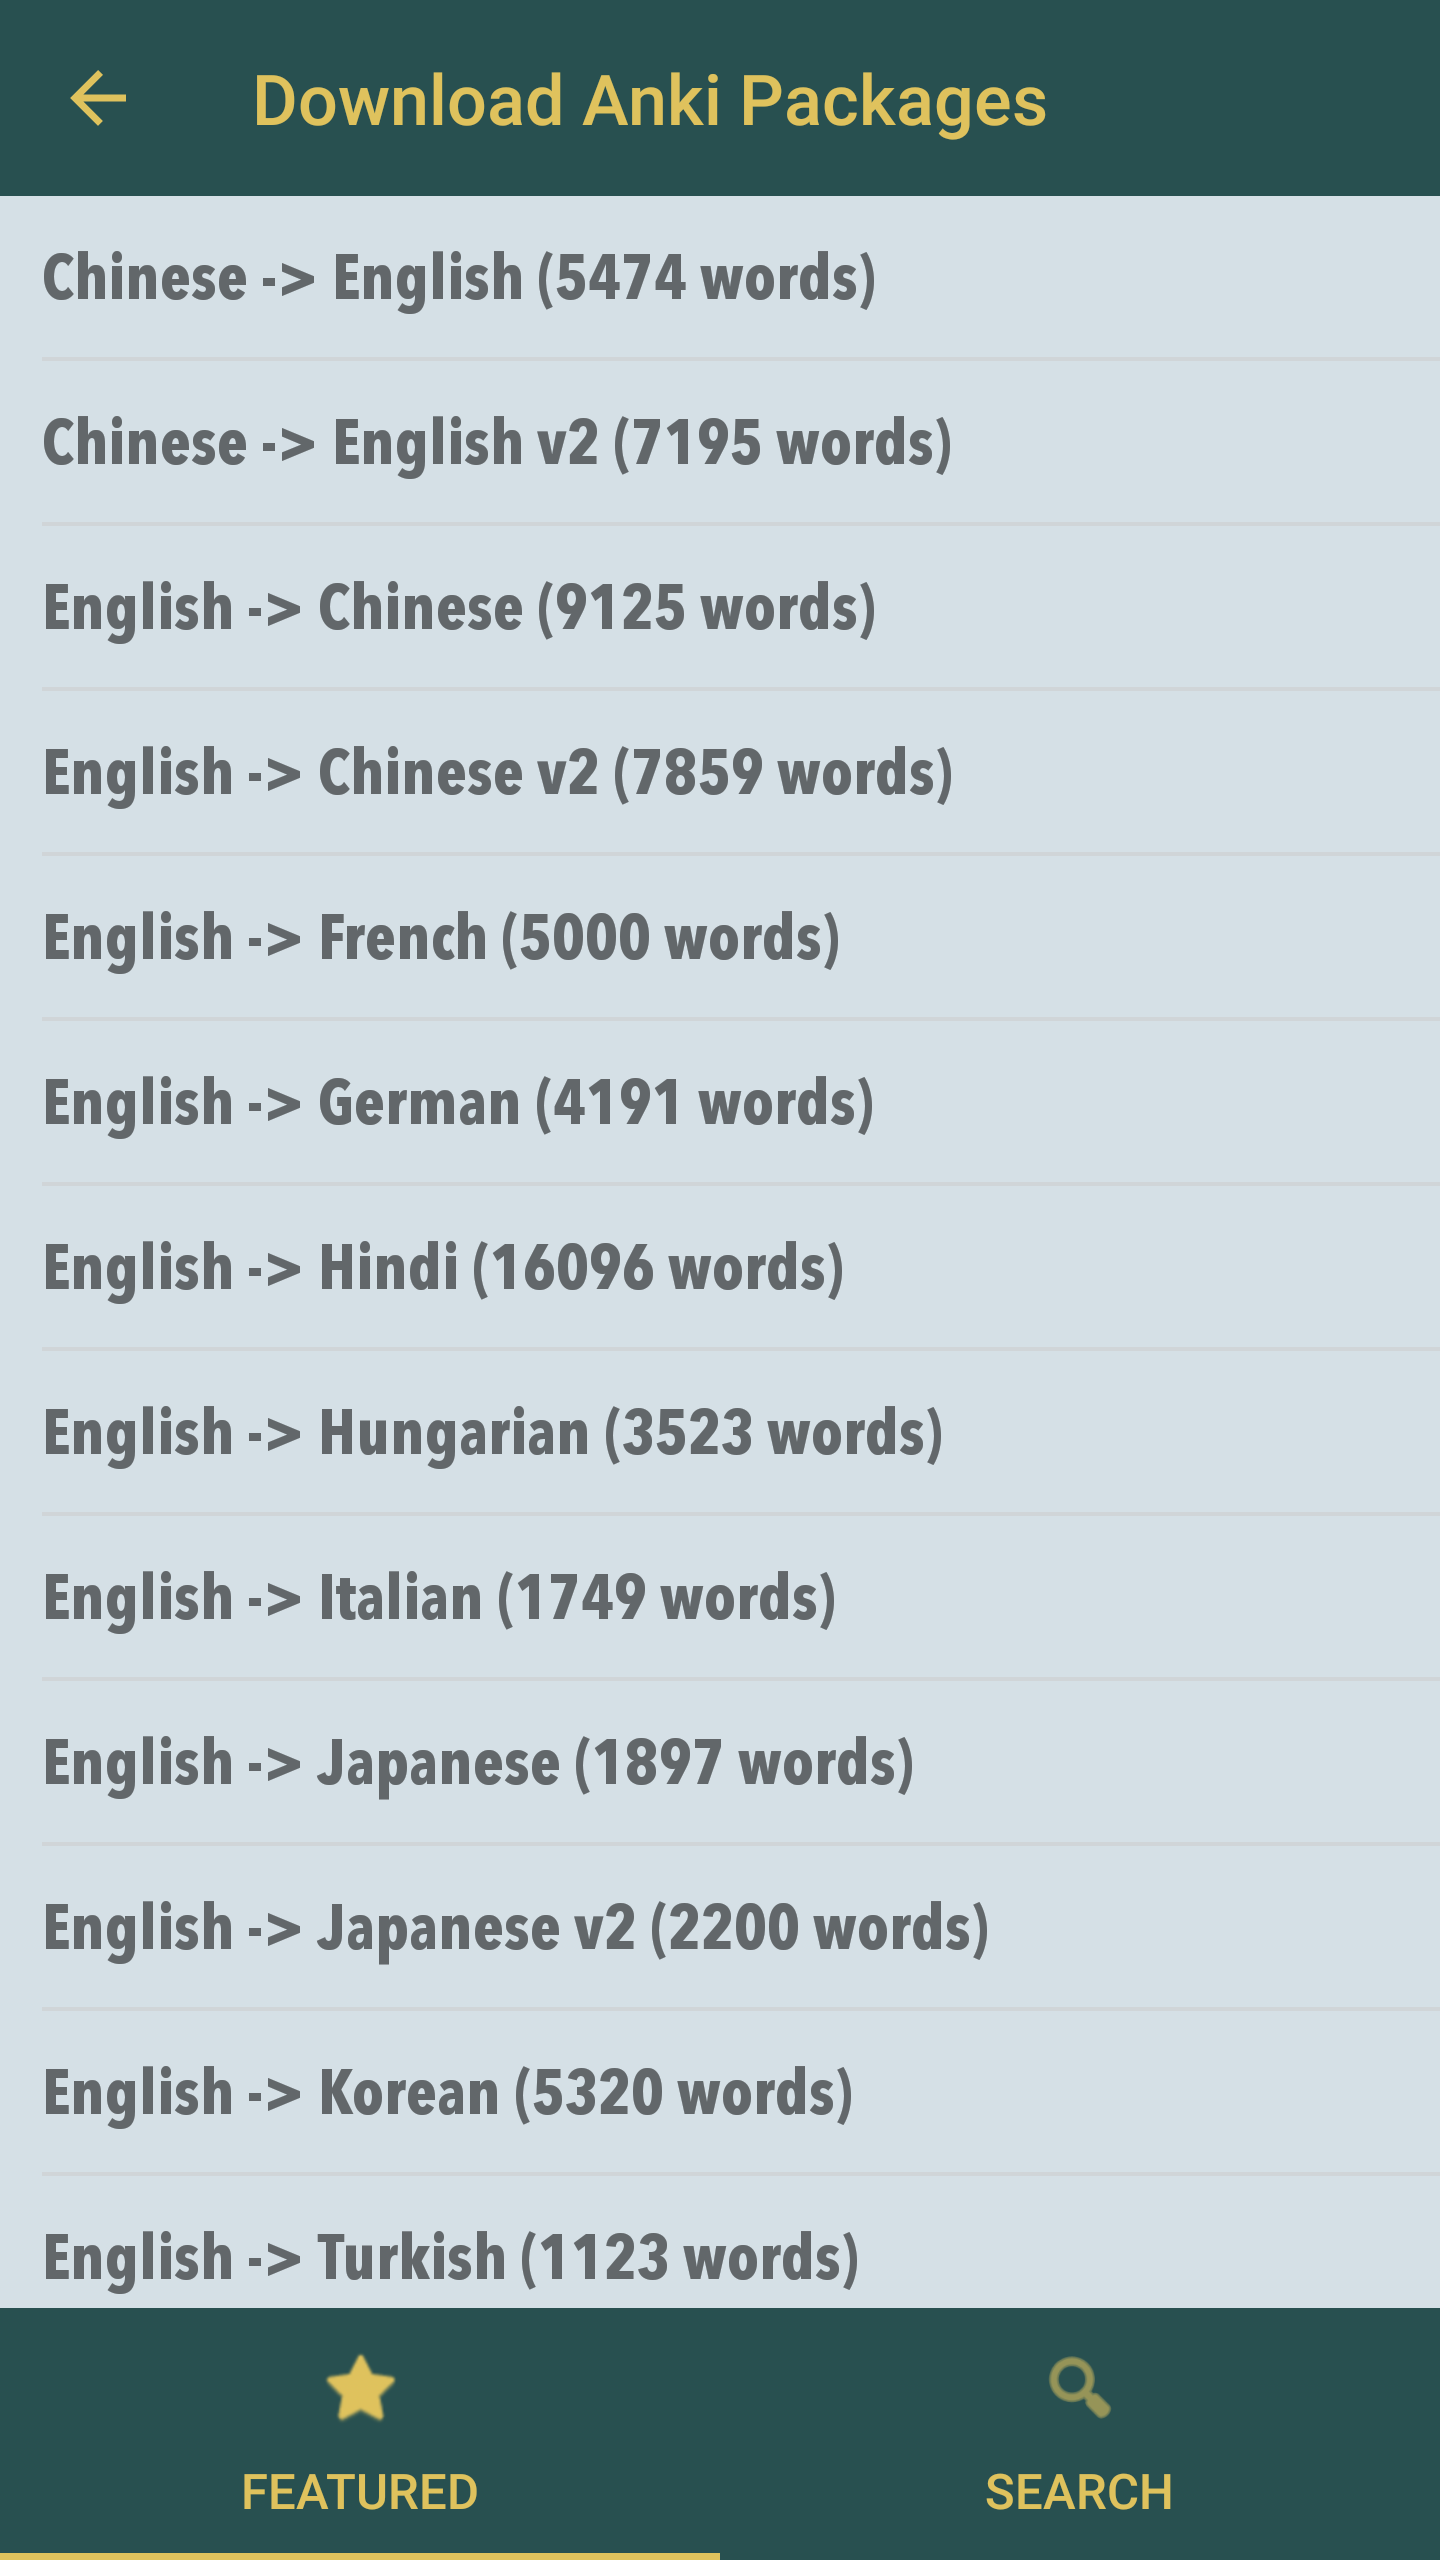 Download Anki Packages
Chinese -> English (5474 words)
Chinese -> English v2 (7195 words)
English -> Chinese (9125 words)
English -> Chinese v2 (7859 words)
English -> French (5000 words)
English -> German (4191 words)
English -> Hindi (16096 words)
English -> Hungarian (3523 words)
English -> Italian (1749 words)
English -> Japanese (1897 words)
English -> Japanese v2 (2200 words)
English -> Korean (5320 words)
English -> Turkish (1123 words)
FEATURED
SEARCH